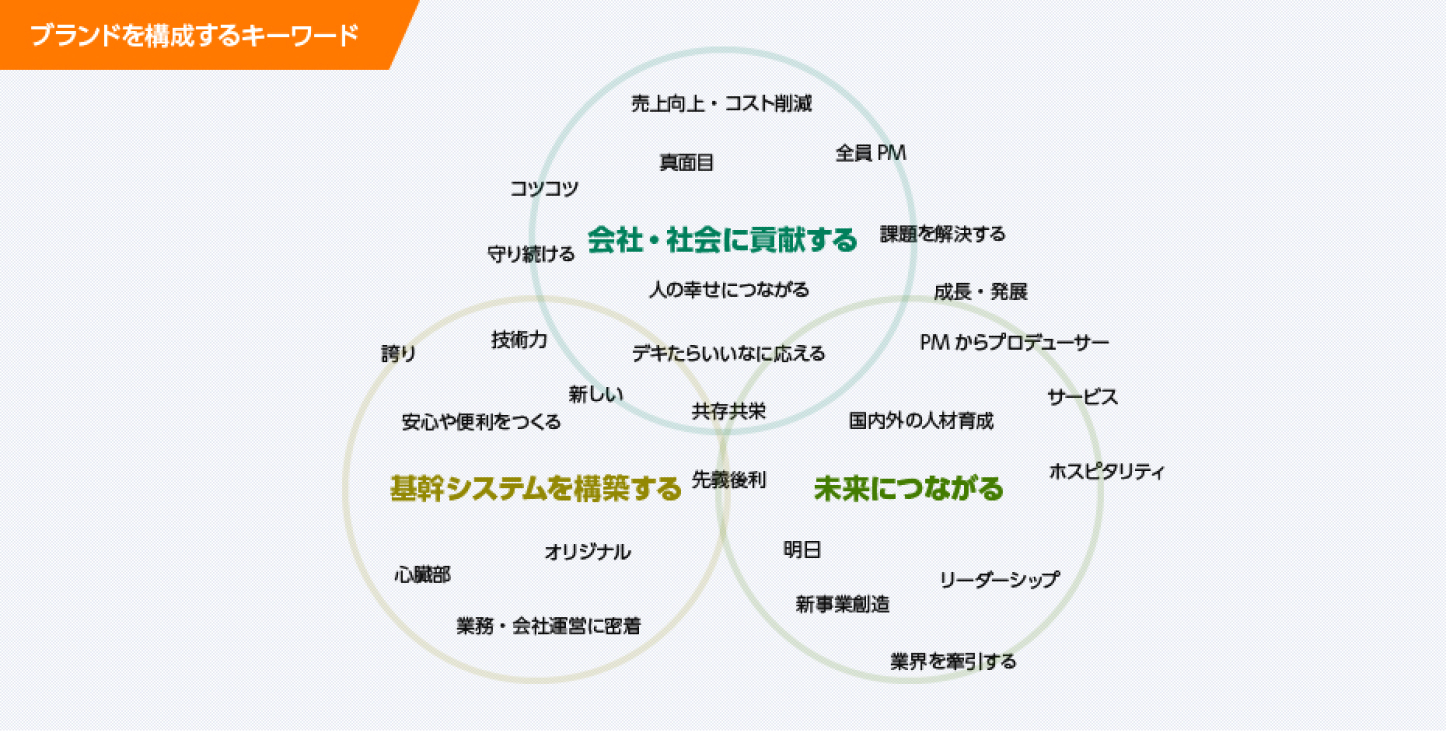 ブランドを構成するキーワード
売上向上・コスト削減
全員 PM
真面目
コツコツ
会社・社会に貢献する
課題を解決する
守り続ける
人の幸せにつながる
成長・発展
技術力
PM からプロデューサー
誇り
デキたらいいなに応える
新しい
サービス
共存共栄
安心や便利をつくる
国内外の人材育成
ホスピタリティ
基幹システムを構築する
先義後利
未来につながる
オリジナル
明日
心臓部
リーダーシップ
新事業創造
業務・会社運営に密着
業界を牽引する